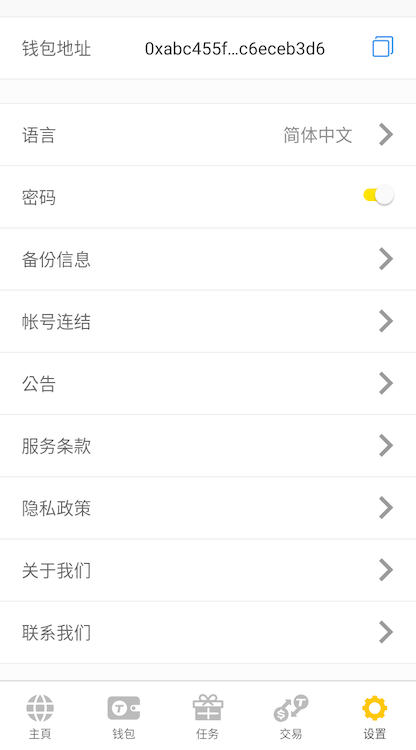 钱包地址 0xabc455f...c6eceb3d6
语言 简体中文
密码
备份信息
帐号连结
公告
服务条款
隐私政策
关于我们
联系我们
主頁 钱包 任务 交易 设置